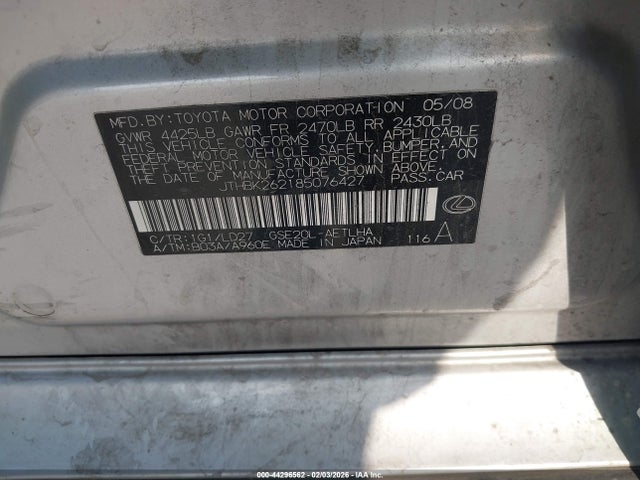 MFD.BY:TOYOTA MOTOR CORPORATION 05/08
GVWR 4425LB GAWR FR 2470LB RR 2430LB
THIS VEHICLE CONFORMS TO ALL APPLICABLE
FEDERAL MOTOR VEHICLE SAFETY, BUMPER, AND
THEFT PREVENTION STANDARDS IN EFFECT ON
THE DATE OF MANUFACTURE SHOWN ABOVE.
JTHBK262185076427 PASS.CAR
C/TR:1G1/LD27 GSE20L-AETLHA
A/TM:B03A/A960E MADE IN JAPAN 116 A
000-44296562 - 02/03/2026 - IAAI.COM